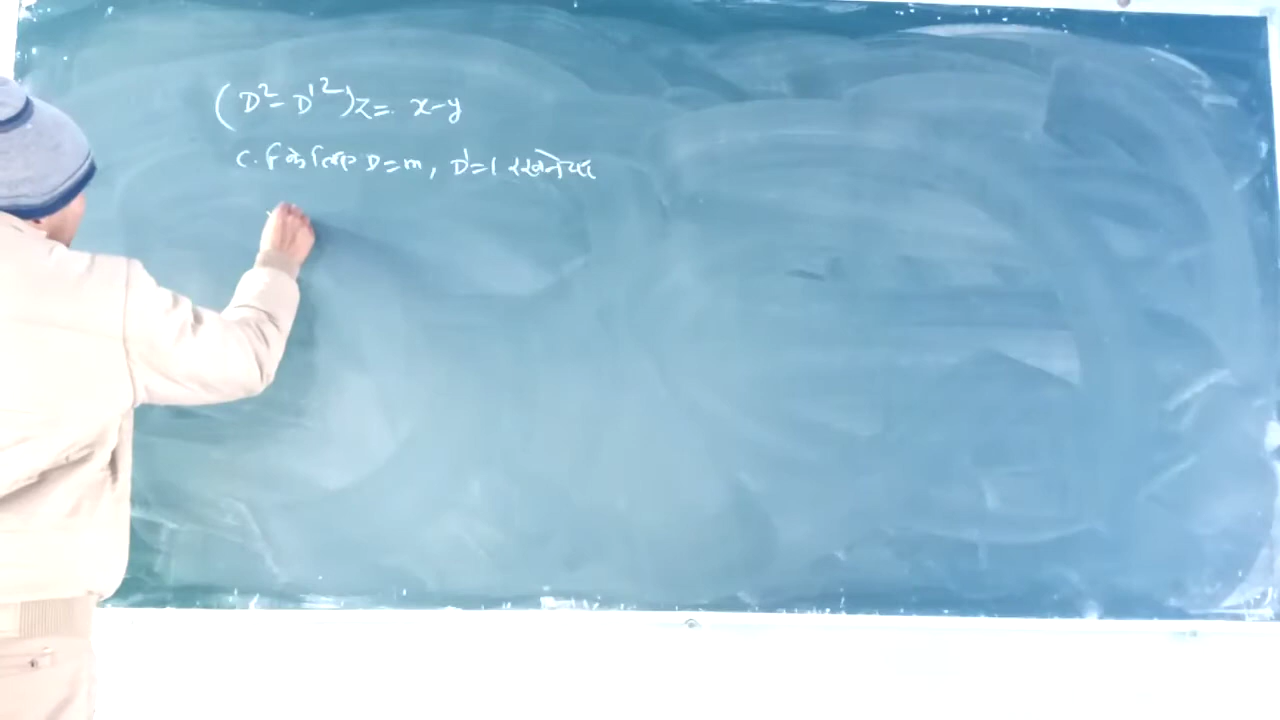 (D²-D'²)z = x-y
C.F के लिए D=m, D'=1 रखने पर